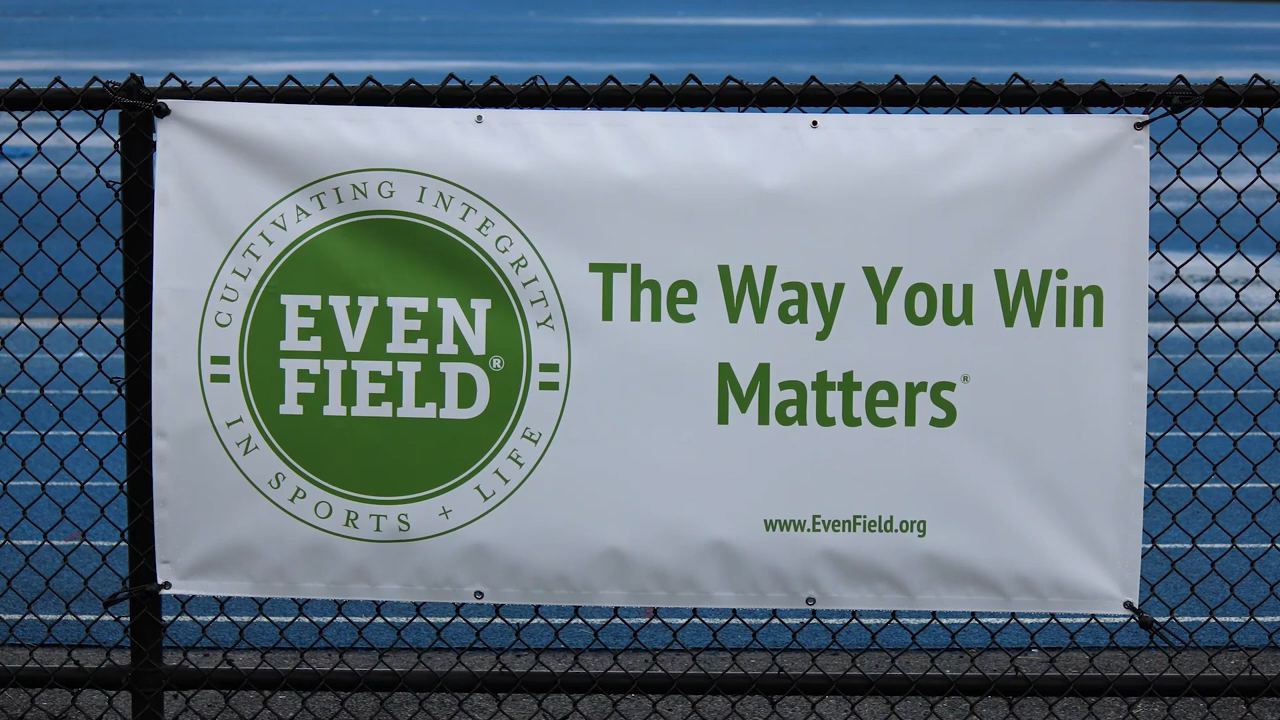 CULTIVATING INTEGRITY
EVEN
FIELD®
IN SPORTS + LIFE
The Way You Win
Matters®
www.EvenField.org